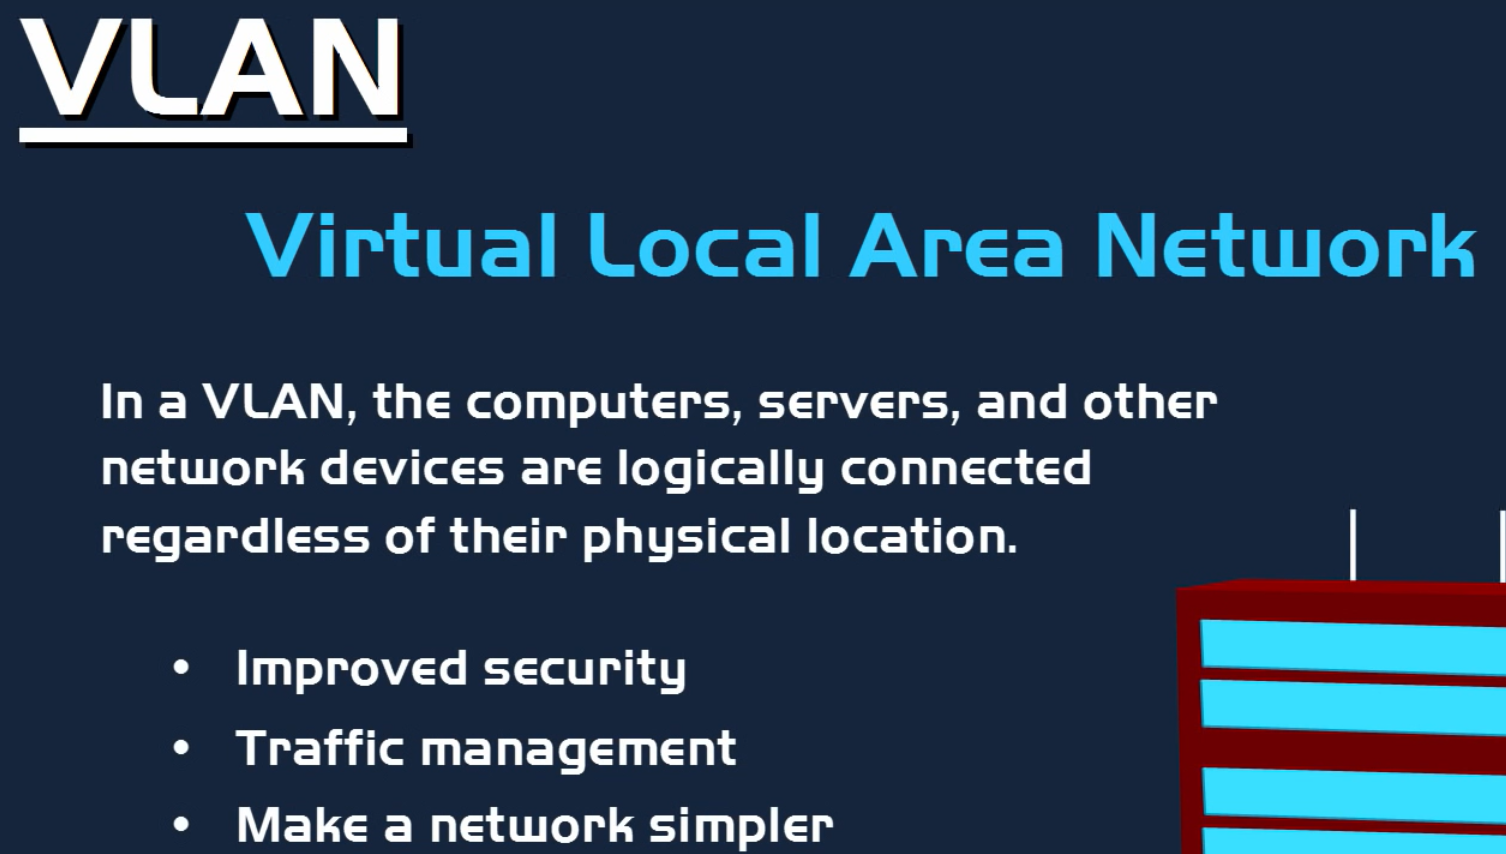 VLAN
Virtual Local Area Network
In a VLAN, the computers, servers, and other
network devices are logically connected
regardless of their physical location.
• Improved security
• Traffic management
• Make a network simpler